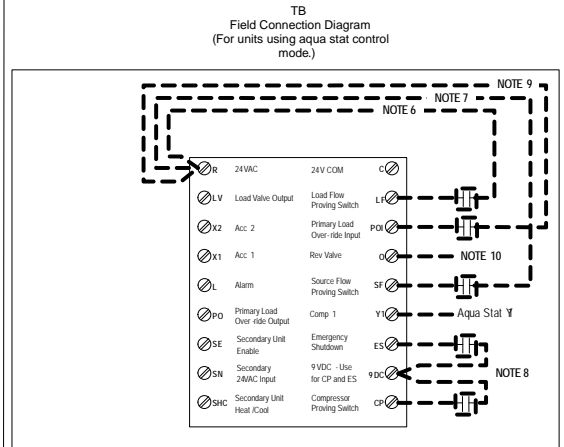 TB
Field Connection Diagram
(For units using aqua stat control
mode.)
NOTE 9
NOTE 7
NOTE 6
R 24VAC 24V COM C
LV Load Valve Output Load Flow Proving Switch LF
X2 Acc 2 Primary Load Over-ride Input POI
X1 Acc 1 Rev Valve O NOTE 10
L Alarm Source Flow Proving Switch SF
PO Primary Load Over-ride Output Comp 1 Y1 Aqua Stat Y1
SE Secondary Unit Enable Emergency Shutdown ES
SN Secondary 24VAC Input 9 VDC - Use for CP and ES 9DC NOTE 8
SHC Secondary Unit Heat /Cool Compressor Proving Switch CP